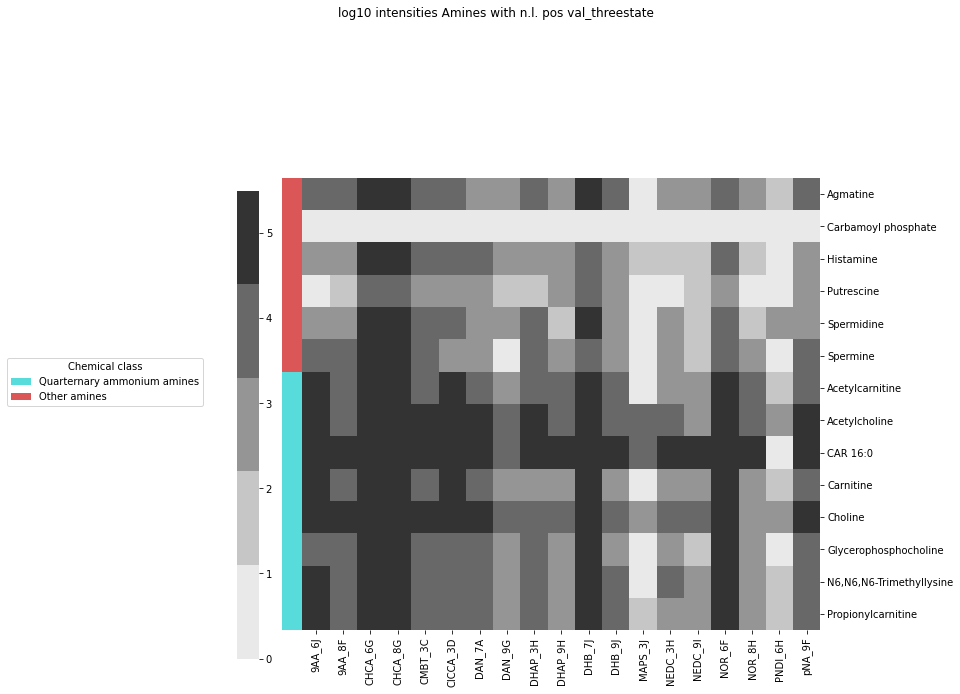 log10 intensities Amines with n.l. pos val_threestate
Chemical class
Quarternary ammonium amines
Other amines
5
4
3
2
1
0
Agmatine
Carbamoyl phosphate
Histamine
Putrescine
Spermidine
Spermine
Acetylcarnitine
Acetylcholine
CAR 16:0
Carnitine
Choline
Glycerophosphocholine
N6,N6,N6-Trimethyllysine
Propionylcarnitine
9AA_6J
9AA_8F
CHCA_6G
CHCA_8G
CMBT_3C
ClCCA_3D
DAN_7A
DAN_9G
DHAP_3H
DHAP_9H
DHB_7J
DHB_9J
MAPS_3J
NEDC_3H
NEDC_9I
NOR_6F
NOR_8H
PNDI_6H
pNA_9F